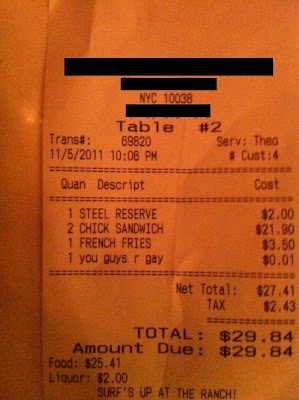 NYC 10038
Table #2
Trans#: 69820 Serv: Theo
11/5/2011 10:06 PM # Cust:4
Quan Descript Cost
1 STEEL RESERVE $2.00
2 CHICK SANDWICH $21.90
1 FRENCH FRIES $3.50
1 you guys r gay $0.01
Net Total: $27.41
TAX $2.43
TOTAL: $29.84
Amount Due: $29.84
Food: $25.41
Liquor: $2.00
SURF'S UP AT THE RANCH!